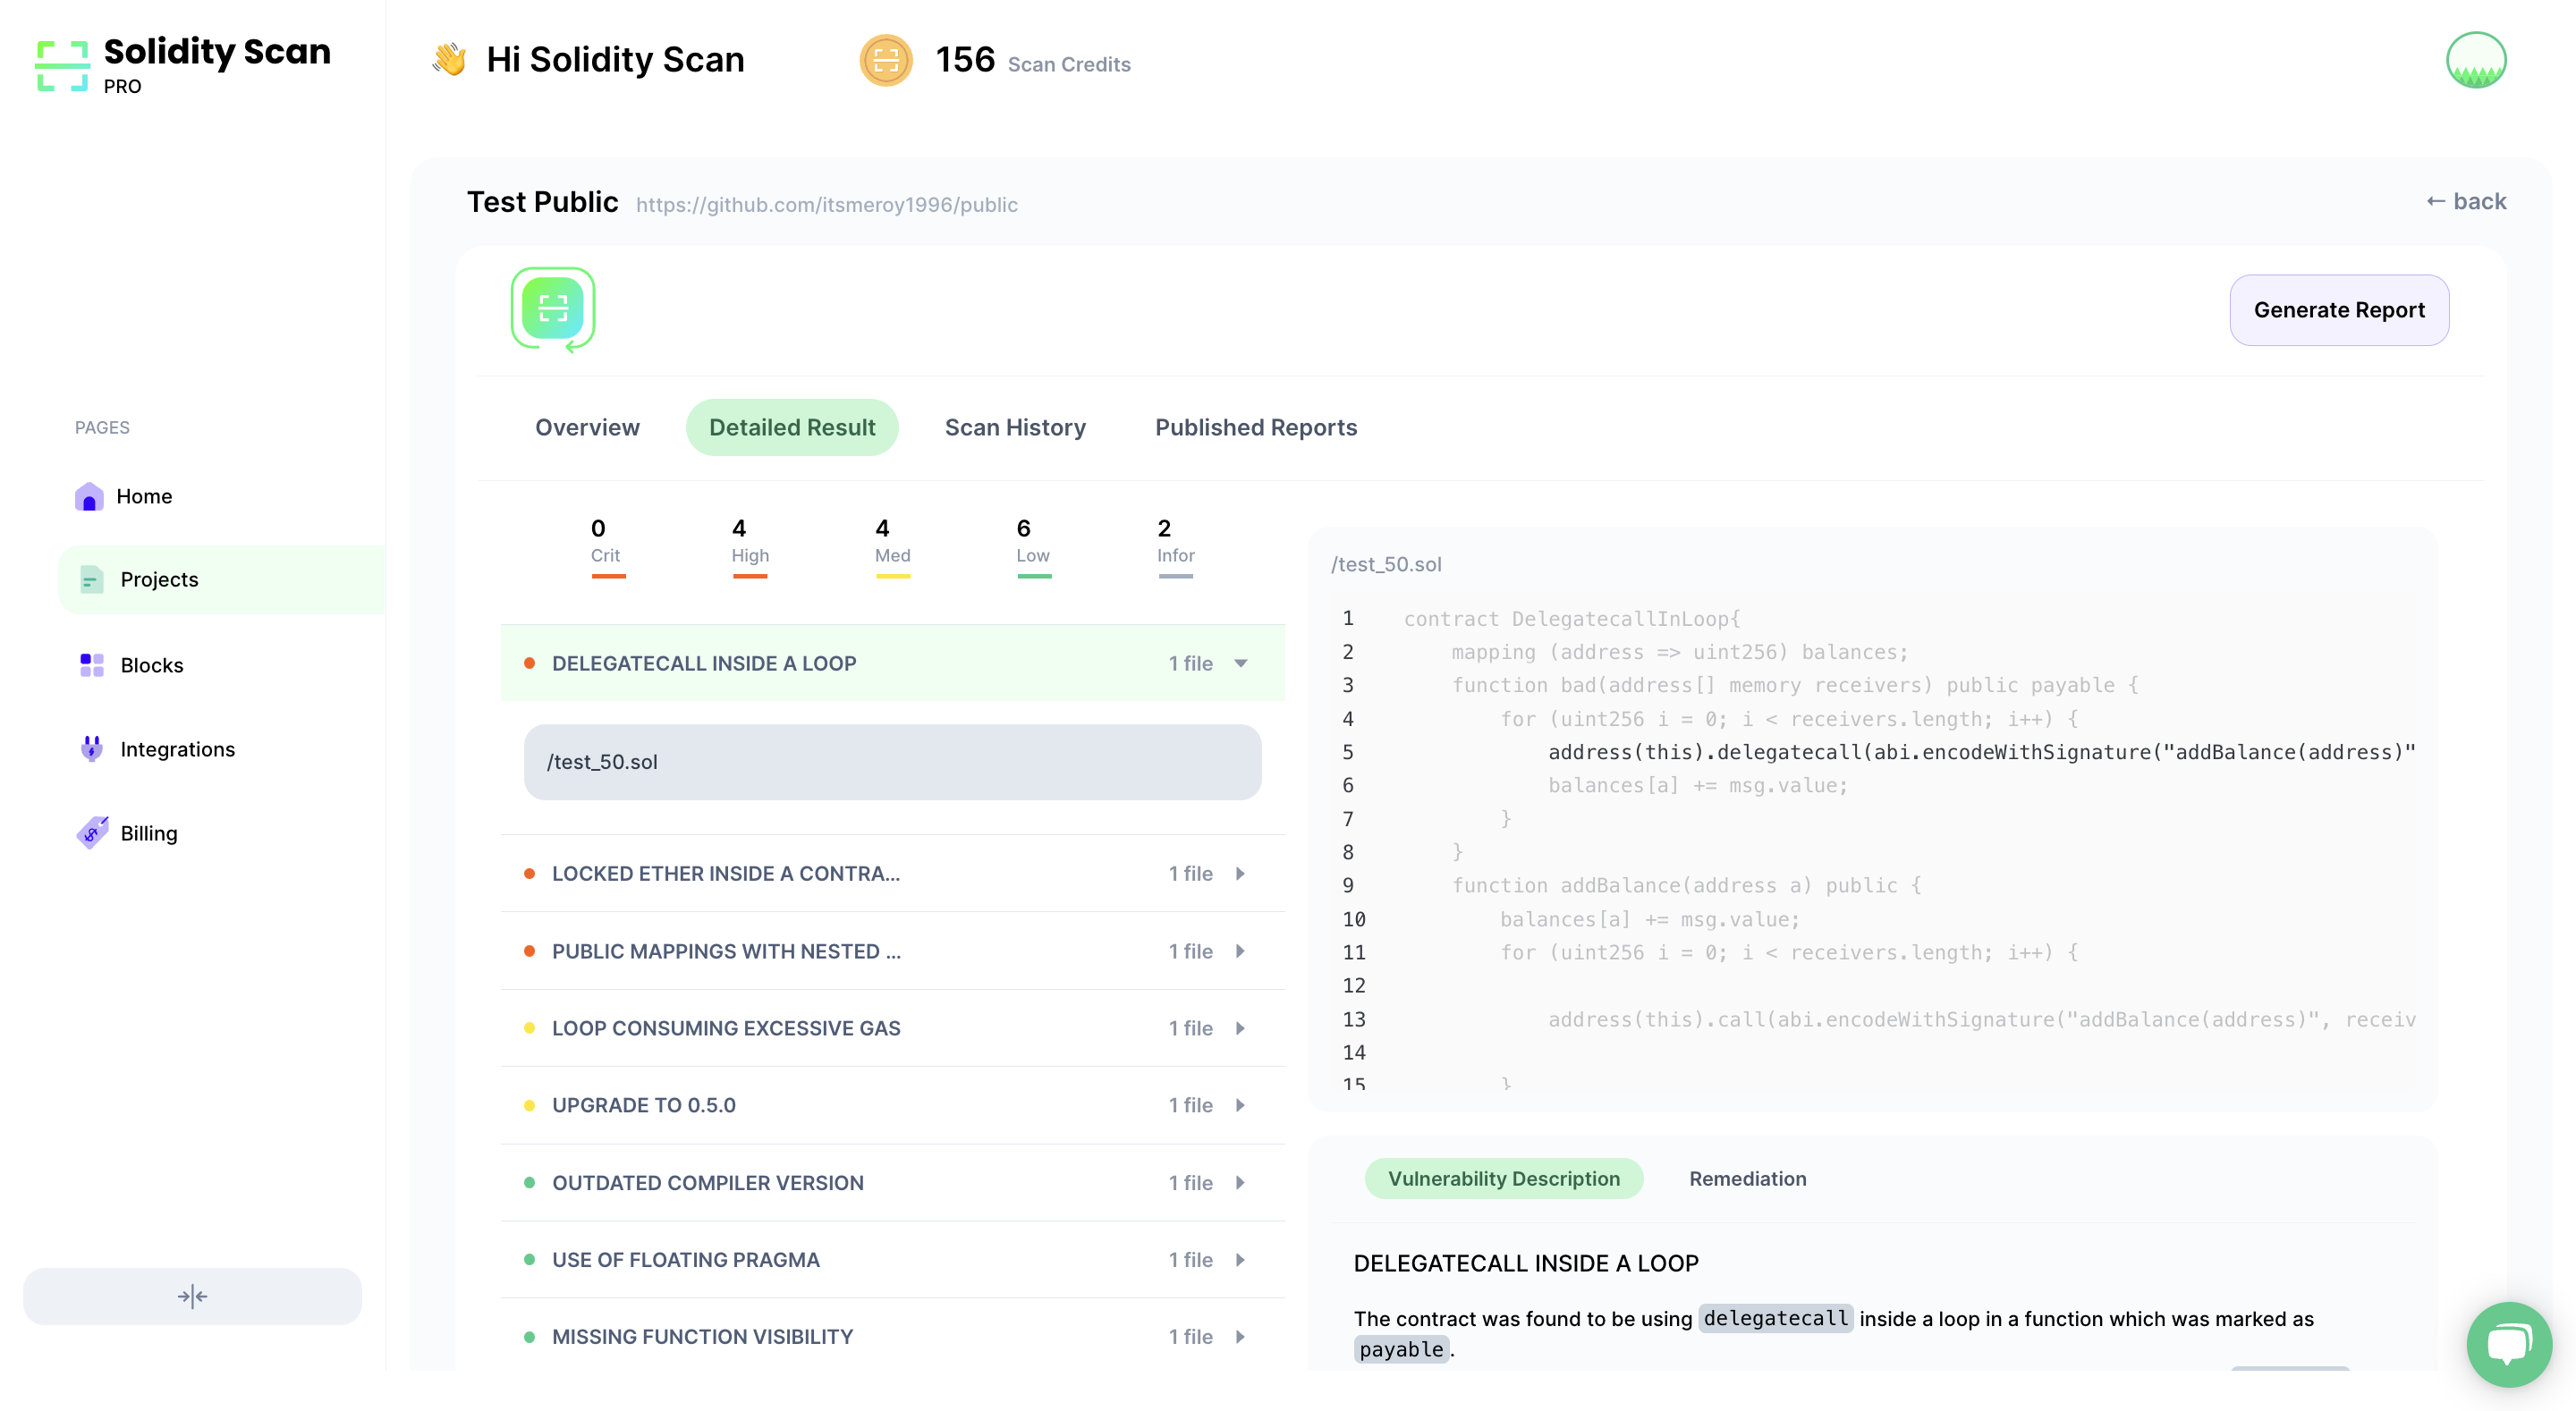 Solidity Scan
PRO
Hi Solidity Scan
156 Scan Credits
Test Public https://github.com/itsmeroy1996/public
← back
Generate Report
Overview
Detailed Result
Scan History
Published Reports
PAGES
Home
Projects
Blocks
Integrations
Billing
0
Crit
4
High
4
Med
6
Low
2
Infor
DELEGATECALL INSIDE A LOOP 1 file
/test_50.sol
LOCKED ETHER INSIDE A CONTRA... 1 file
PUBLIC MAPPINGS WITH NESTED ... 1 file
LOOP CONSUMING EXCESSIVE GAS 1 file
UPGRADE TO 0.5.0 1 file
OUTDATED COMPILER VERSION 1 file
USE OF FLOATING PRAGMA 1 file
MISSING FUNCTION VISIBILITY 1 file
/test_50.sol
1 contract DelegatecallInLoop{
2 mapping (address => uint256) balances;
3 function bad(address[] memory receivers) public payable {
4 for (uint256 i = 0; i < receivers.length; i++) {
5 address(this).delegatecall(abi.encodeWithSignature("addBalance(address)"
6 balances[a] += msg.value;
7 }
8 }
9 function addBalance(address a) public {
10 balances[a] += msg.value;
11 for (uint256 i = 0; i < receivers.length; i++) {
12
13 address(this).call(abi.encodeWithSignature("addBalance(address)", receiv
14
15 }
Vulnerability Description
Remediation
DELEGATECALL INSIDE A LOOP
The contract was found to be using delegatecall inside a loop in a function which was marked as
payable.